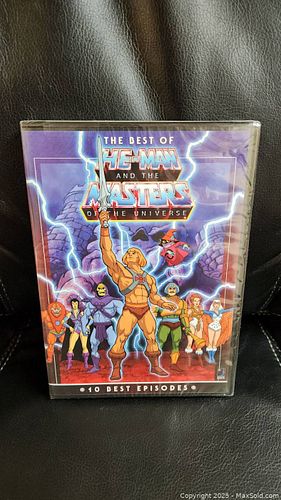 THE BEST OF
HE-MAN
AND THE
MASTERS
OF THE UNIVERSE
10 BEST EPISODES
Copyright 2025 - MaxSold.com